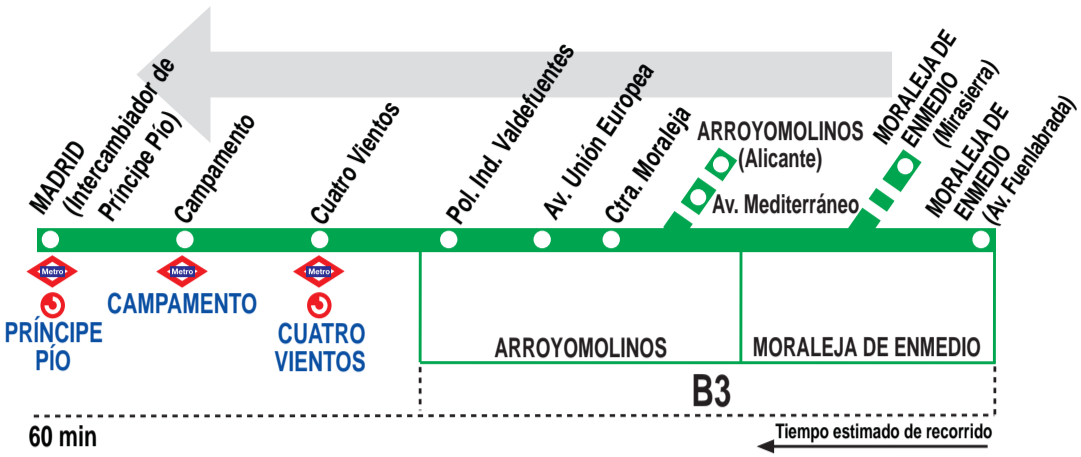 MADRID
(Intercambiador de
Príncipe Pío)
Campamento
Cuatro Vientos
Pol. Ind. Valdefuentes
Av. Unión Europea
Ctra. Moraleja
ARROYOMOLINOS
(Alicante)
Av. Mediterráneo
MORALEJA DE
ENMEDIO
(Mirasierra)
MORALEJA DE
ENMEDIO
(Av. Fuenlabrada)
Metro
Metro
Metro
PRÍNCIPE
PÍO
CAMPAMENTO
CUATRO
VIENTOS
ARROYOMOLINOS
MORALEJA DE ENMEDIO
B3
60 min
Tiempo estimado de recorrido